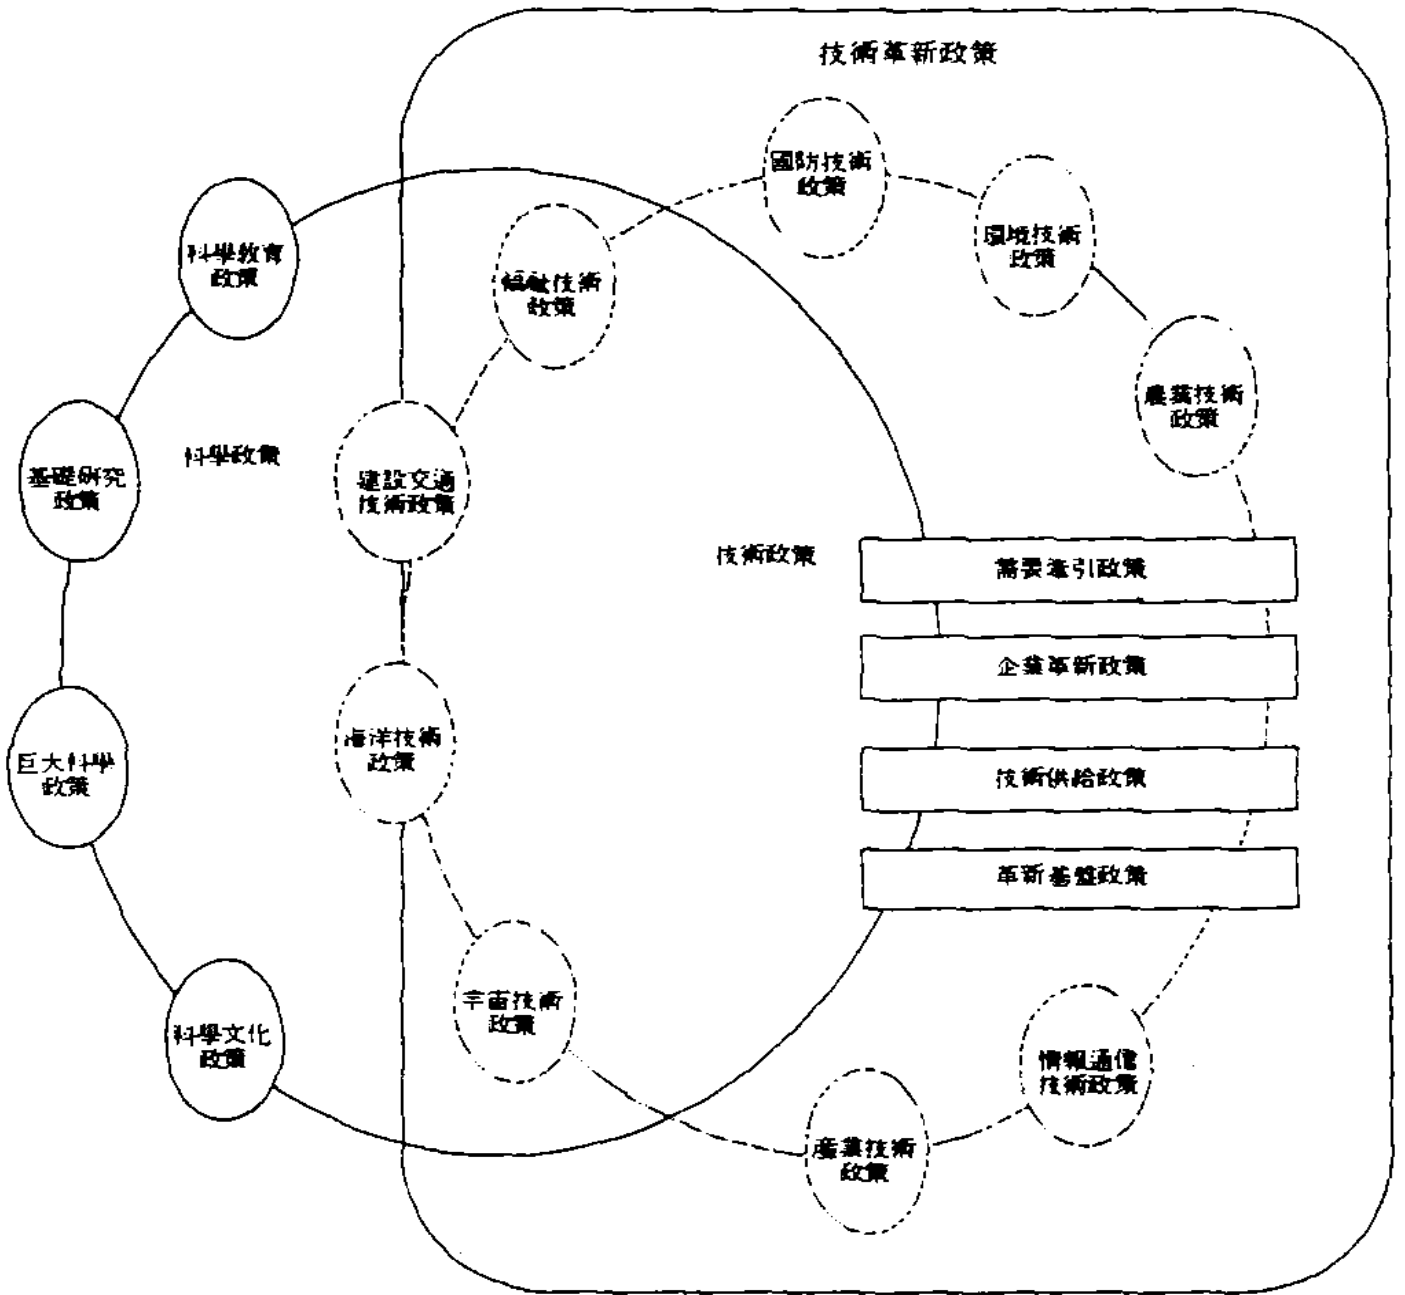 技術革新政策
國防技術
政策
環境技術
政策
科學敎育
政策
福祉技術
政策
農業技術
政策
科學政策
基礎硏究
政策
建設交通
技術政策
技術政策
需要牽引政策
企業革新政策
海洋技術
政策
巨大科學
政策
技術供給政策
革新基盤政策
宇宙技術
政策
科學文化
政策
情報通信
技術政策
産業技術
政策